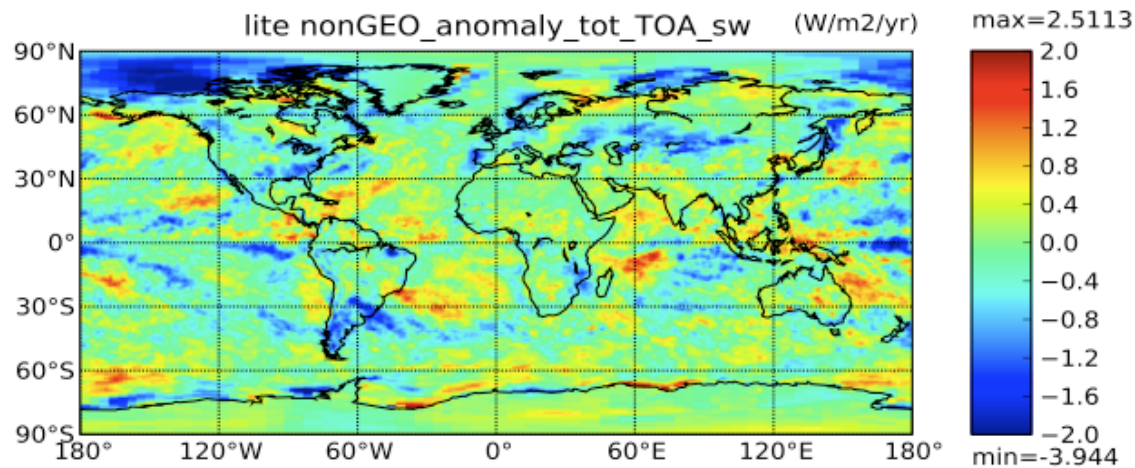 lite nonGEO_anomaly_tot_TOA_sw (W/m2/yr) max=2.5113
90°N
60°N
30°N
0°
30°S
60°S
90°S
180° 120°W 60°W 0° 60°E 120°E 180°
2.0
1.6
1.2
0.8
0.4
0.0
−0.4
−0.8
−1.2
−1.6
−2.0
min=-3.944